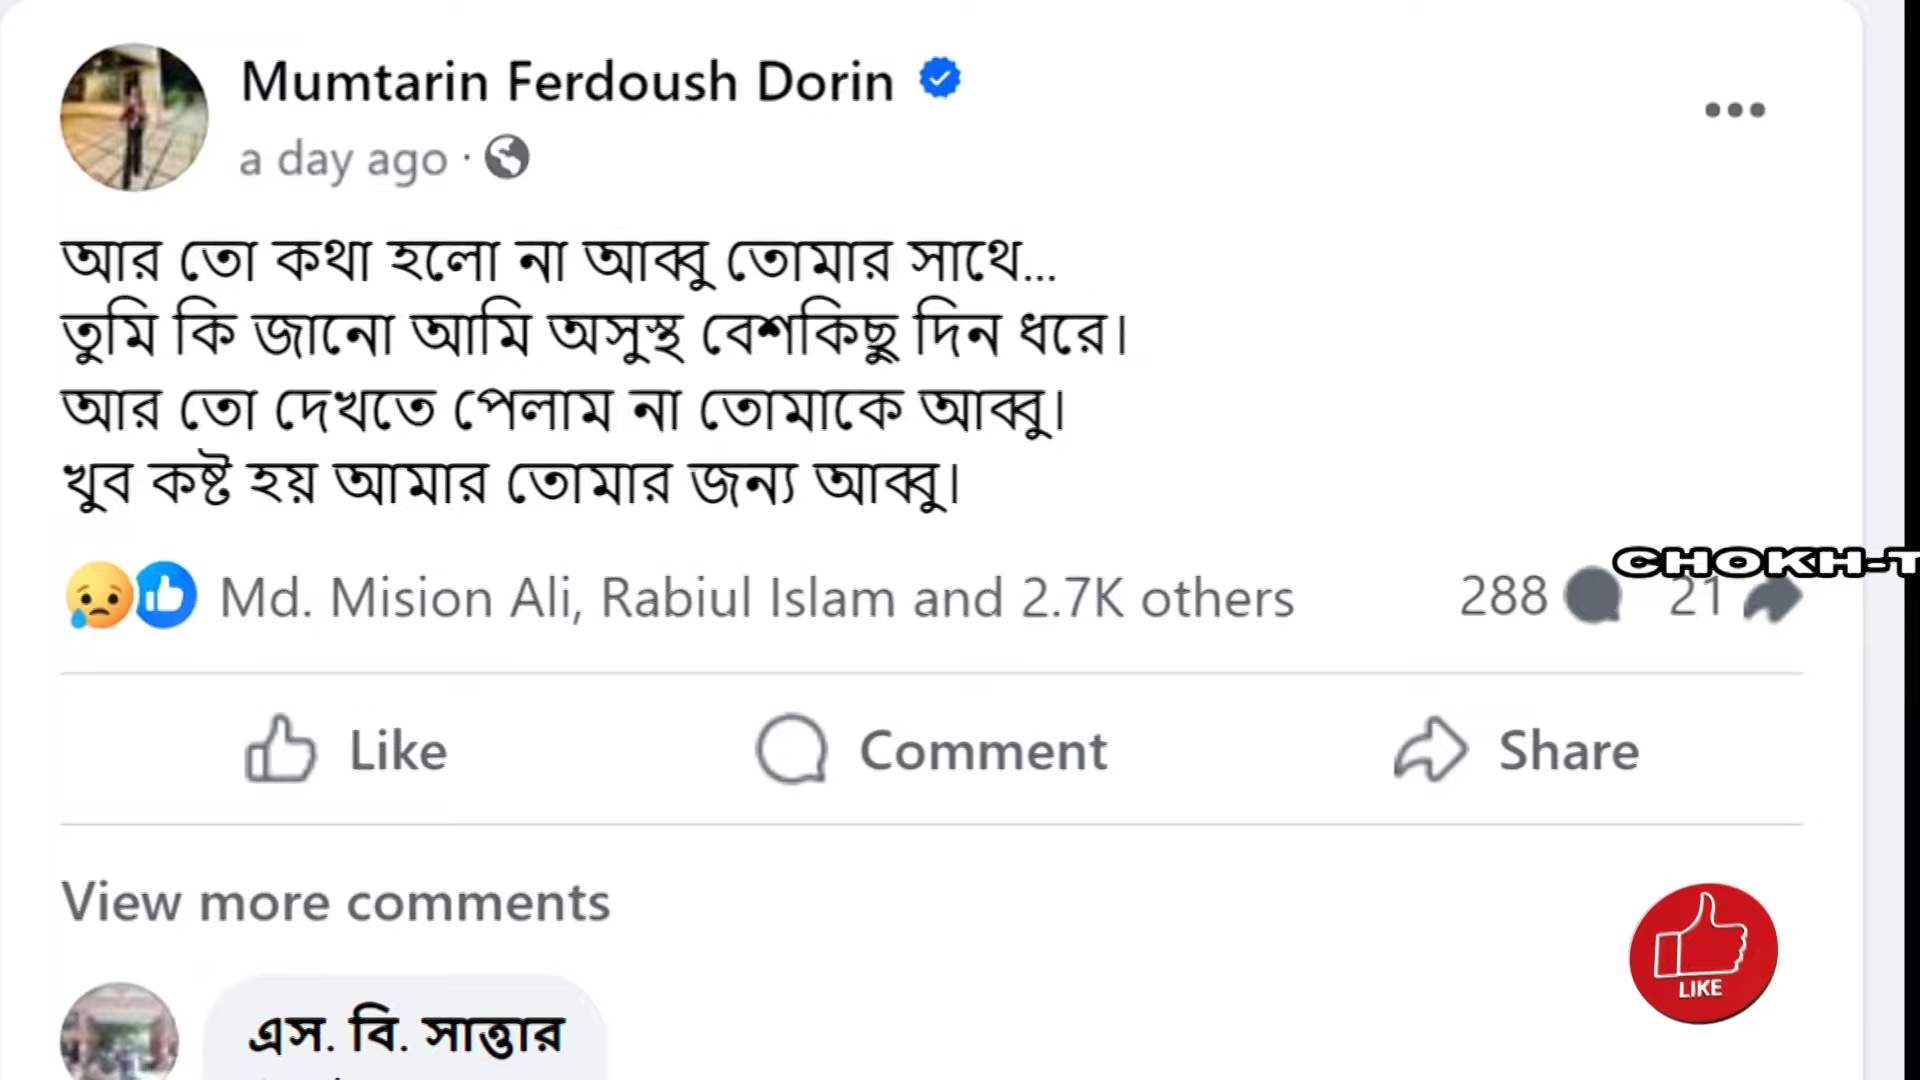 Mumtarin Ferdoush Dorin
a day ago ·
আর তো কথা হলো না আব্বু তোমার সাথে...
তুমি কি জানো আমি অসুস্থ বেশকিছু দিন ধরে।
আর তো দেখতে পেলাম না তোমাকে আব্বু।
খুব কষ্ট হয় আমার তোমার জন্য আব্বু।
CHOKH-T
Md. Mision Ali, Rabiul Islam and 2.7K others 288 21
Like Comment Share
View more comments
LIKE
এস. বি. সাত্তার